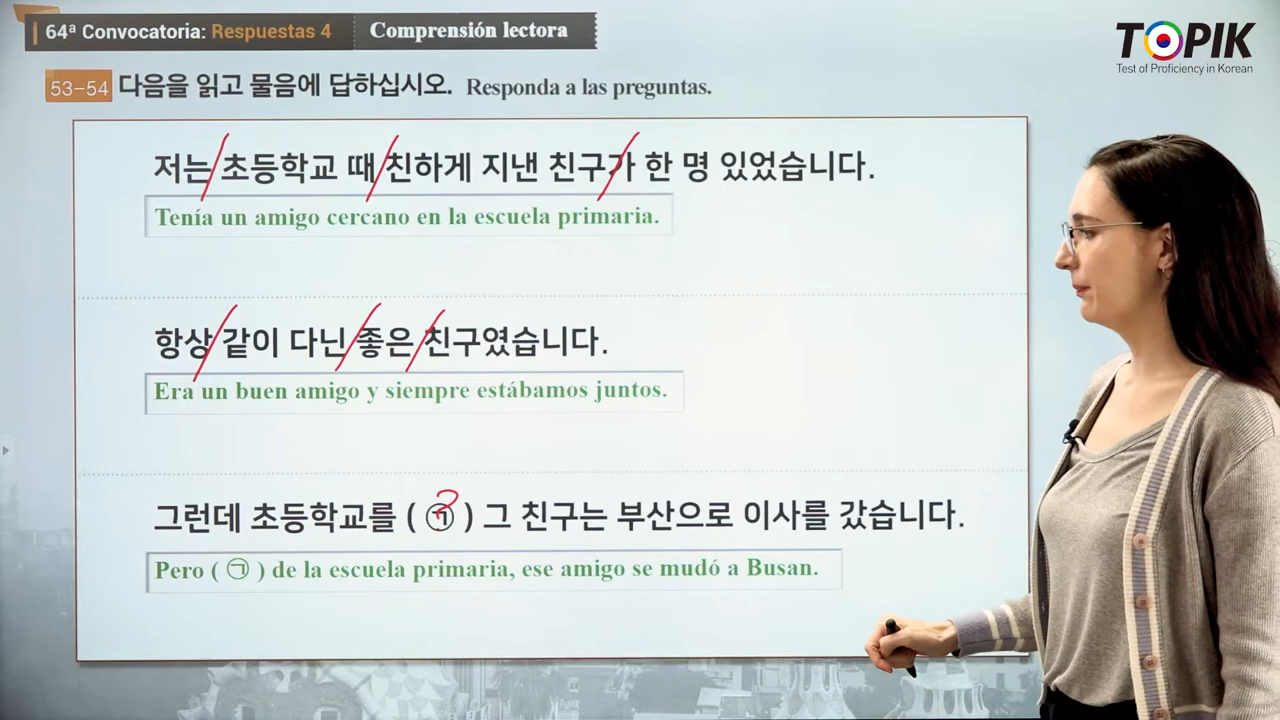 64ª Convocatoria: Respuestas 4 Comprensión lectora
TOPIK
Test of Proficiency in Korean
53-54 다음을 읽고 물음에 답하십시오. Responda a las preguntas.
저는 초등학교 때 친하게 지낸 친구가 한 명 있었습니다.
Tenía un amigo cercano en la escuela primaria.
항상 같이 다닌 좋은 친구였습니다.
Era un buen amigo y siempre estábamos juntos.
그런데 초등학교를 ( ㉠ ) 그 친구는 부산으로 이사를 갔습니다.
Pero ( ㉠ ) de la escuela primaria, ese amigo se mudó a Busan.